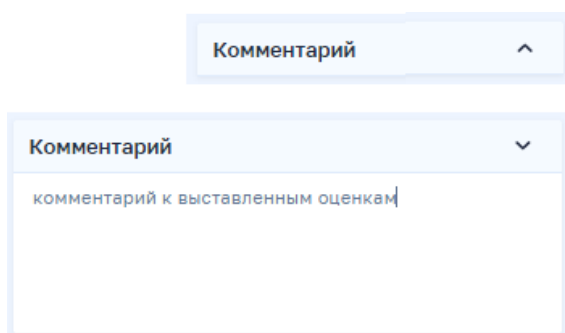 Комментарий
Комментарий
комментарий к выставленным оценкам